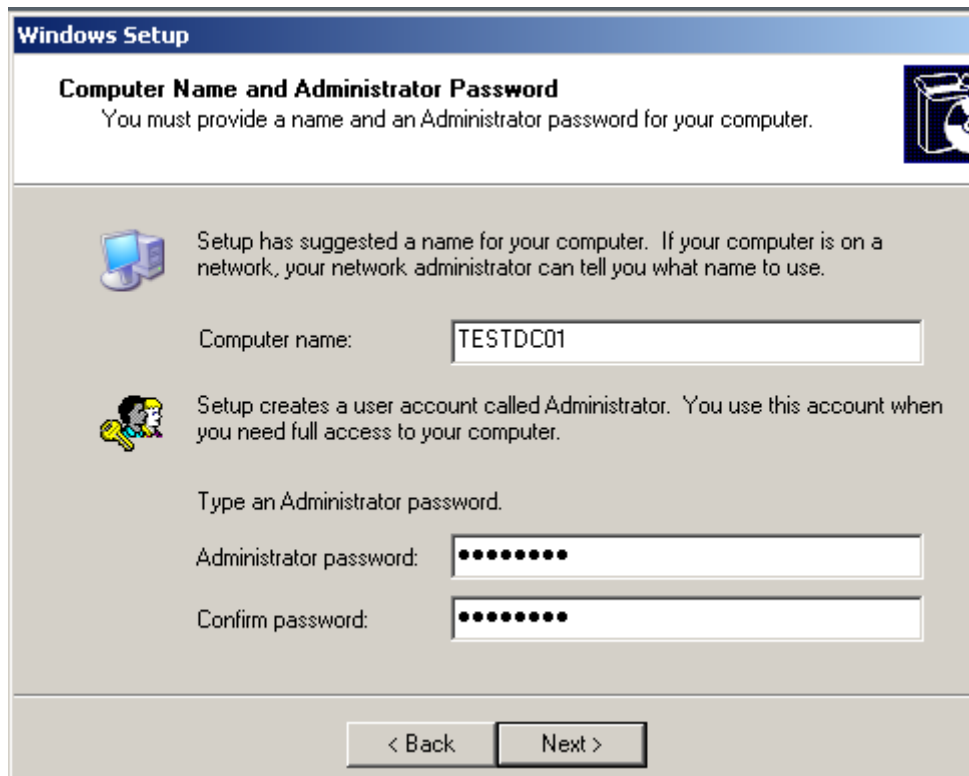 Windows Setup
Computer Name and Administrator Password
You must provide a name and an Administrator password for your computer.
Setup has suggested a name for your computer. If your computer is on a
network, your network administrator can tell you what name to use.
Computer name: TESTDC01
Setup creates a user account called Administrator. You use this account when
you need full access to your computer.
Type an Administrator password.
Administrator password: ●●●●●●●●
Confirm password: ●●●●●●●●
< Back Next >